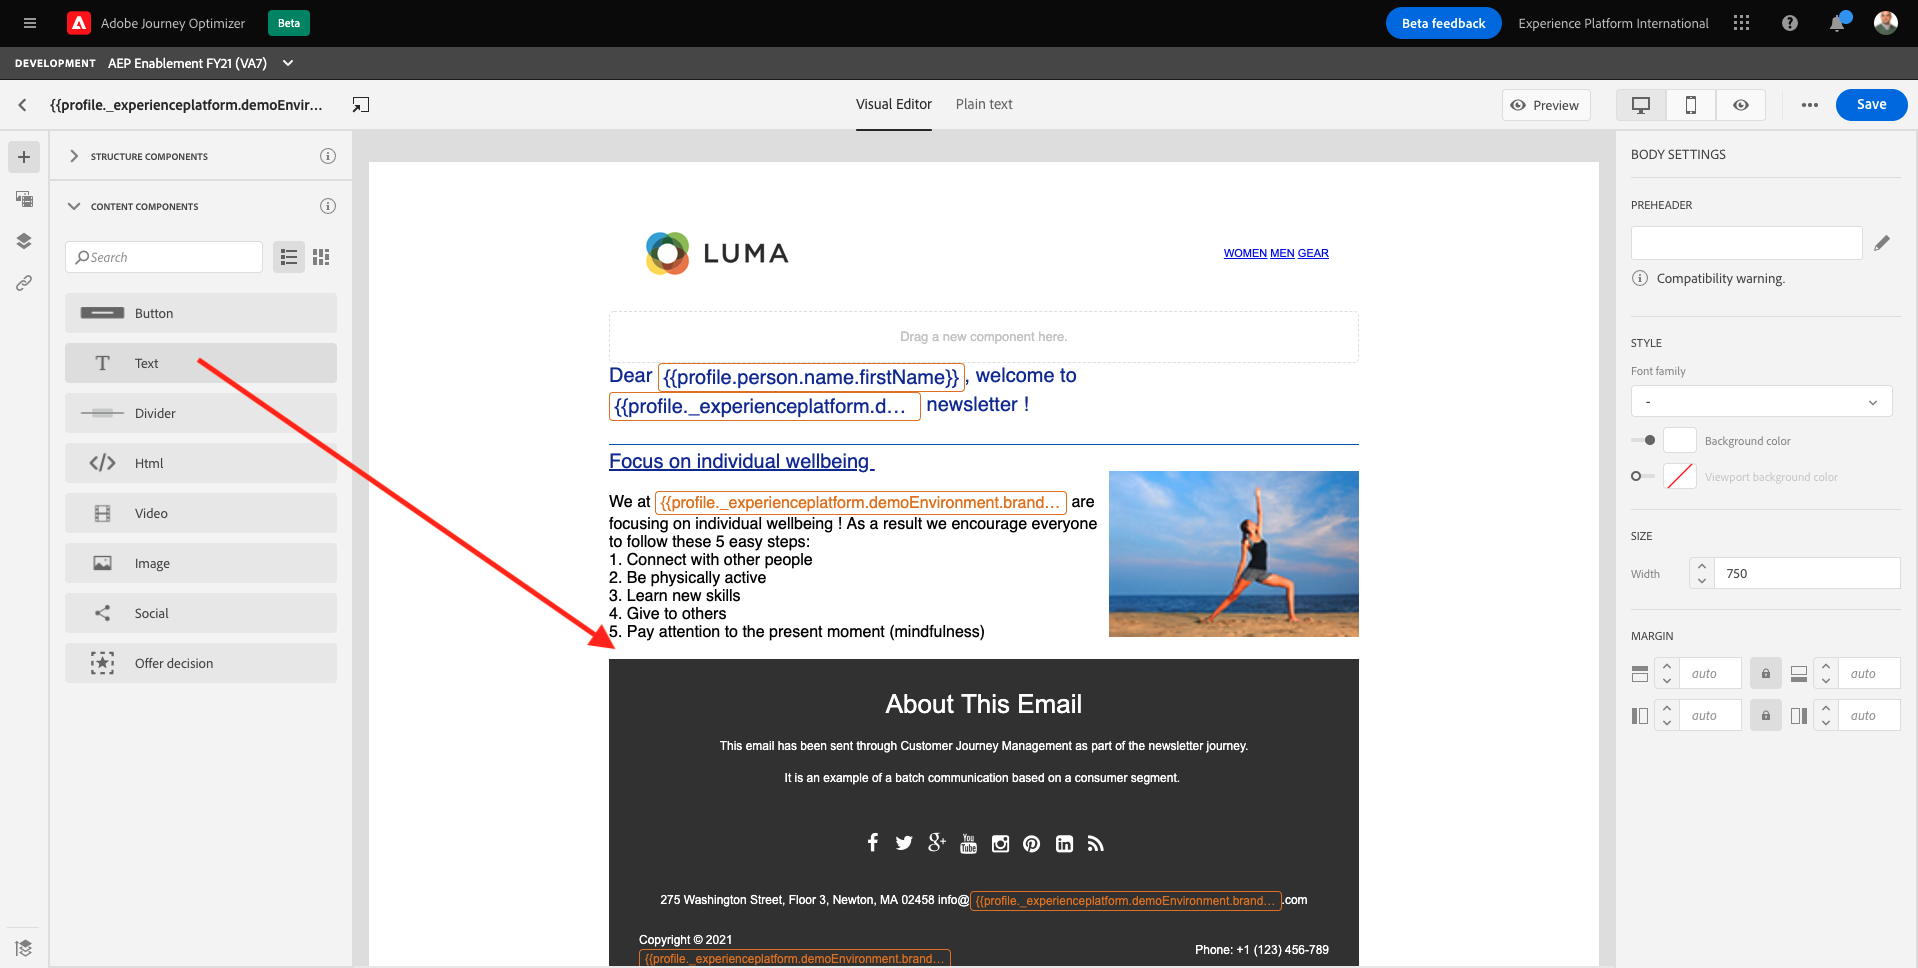 Adobe Journey Optimizer Beta Beta feedback Experience Platform International
DEVELOPMENT AEP Enablement FY21 (VA7)
{{profile._experienceplatform.demoEnvir... Visual Editor Plain text Preview Save
STRUCTURE COMPONENTS
CONTENT COMPONENTS
Search
Button
Text
Divider
Html
Video
Image
Social
Offer decision
LUMA
WOMEN MEN GEAR
Drag a new component here.
Dear {{profile.person.name.firstName}}, welcome to
{{profile._experienceplatform.d... newsletter !
Focus on individual wellbeing
We at {{profile._experienceplatform.demoEnvironment.brand... are
focusing on individual wellbeing ! As a result we encourage everyone
to follow these 5 easy steps:
1. Connect with other people
2. Be physically active
3. Learn new skills
4. Give to others
5. Pay attention to the present moment (mindfulness)
About This Email
This email has been sent through Customer Journey Management as part of the newsletter journey.
It is an example of a batch communication based on a consumer segment.
You
Tube
275 Washington Street, Floor 3, Newton, MA 02458 info@{{profile._experienceplatform.demoEnvironment.brand....com
Copyright © 2021
{{profile._experienceplatform.demoEnvironment.brand...
Phone: +1 (123) 456-789
BODY SETTINGS
PREHEADER
Compatibility warning.
STYLE
Font family
-
Background color
Viewport background color
SIZE
Width 750
MARGIN
auto auto
auto auto